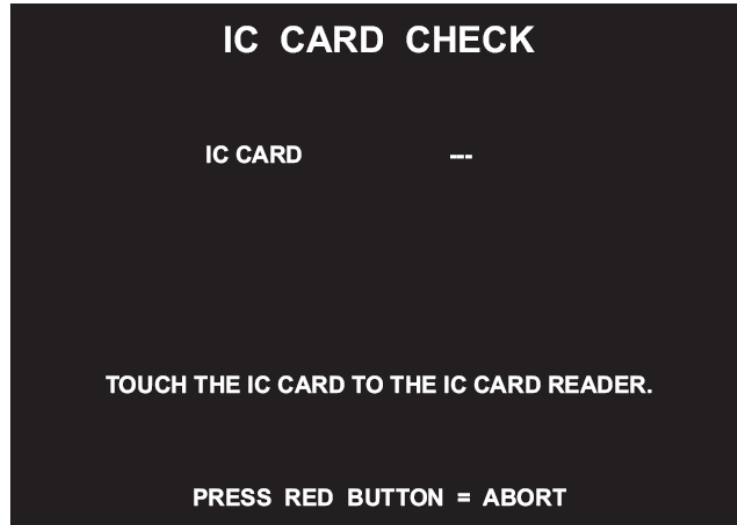 IC CARD CHECK
IC CARD ---
TOUCH THE IC CARD TO THE IC CARD READER.
PRESS RED BUTTON = ABORT